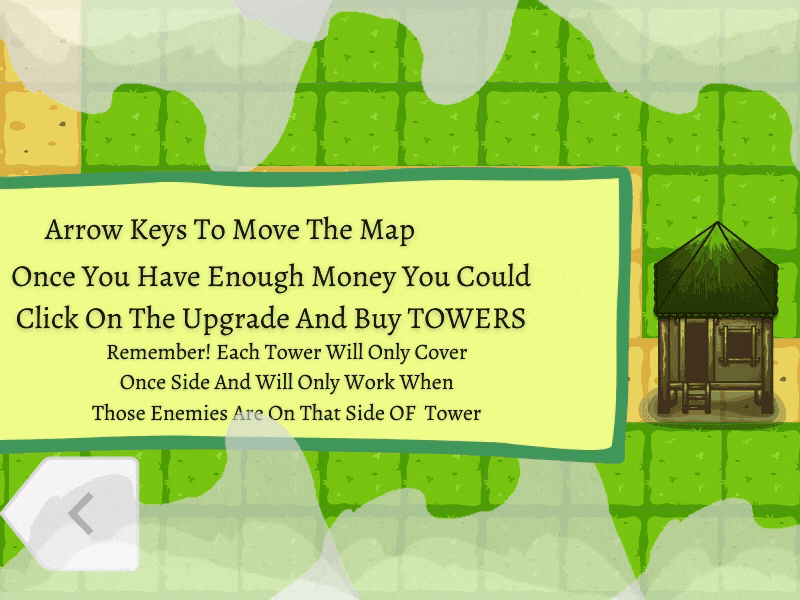 Arrow Keys To Move The Map
Once You Have Enough Money You Could
Click On The Upgrade And Buy TOWERS
Remember! Each Tower Will Only Cover
Once Side And Will Only Work When
Those Enemies Are On That Side OF Tower